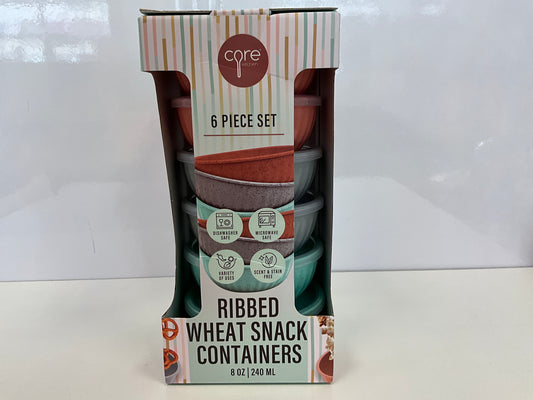 core
kitchen
6 PIECE SET
DISHWASHER
SAFE
MICROWAVE
SAFE
VARIETY
OF USES
SCENT & STAIN
FREE
RIBBED
WHEAT SNACK
CONTAINERS
8 OZ | 240 ML